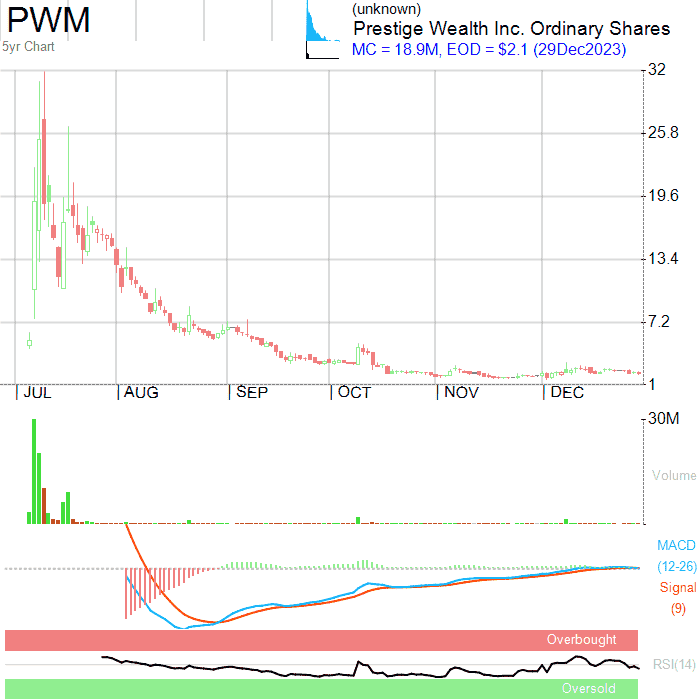 PWM
5yr Chart
(unknown)
Prestige Wealth Inc. Ordinary Shares
MC = 18.9M, EOD = $2.1 (29Dec2023)
32
25.8
19.6
13.4
7.2
1
JUL AUG SEP OCT NOV DEC
30M
Volume
MACD
(12-26)
Signal
(9)
Overbought
RSI(14)
Oversold